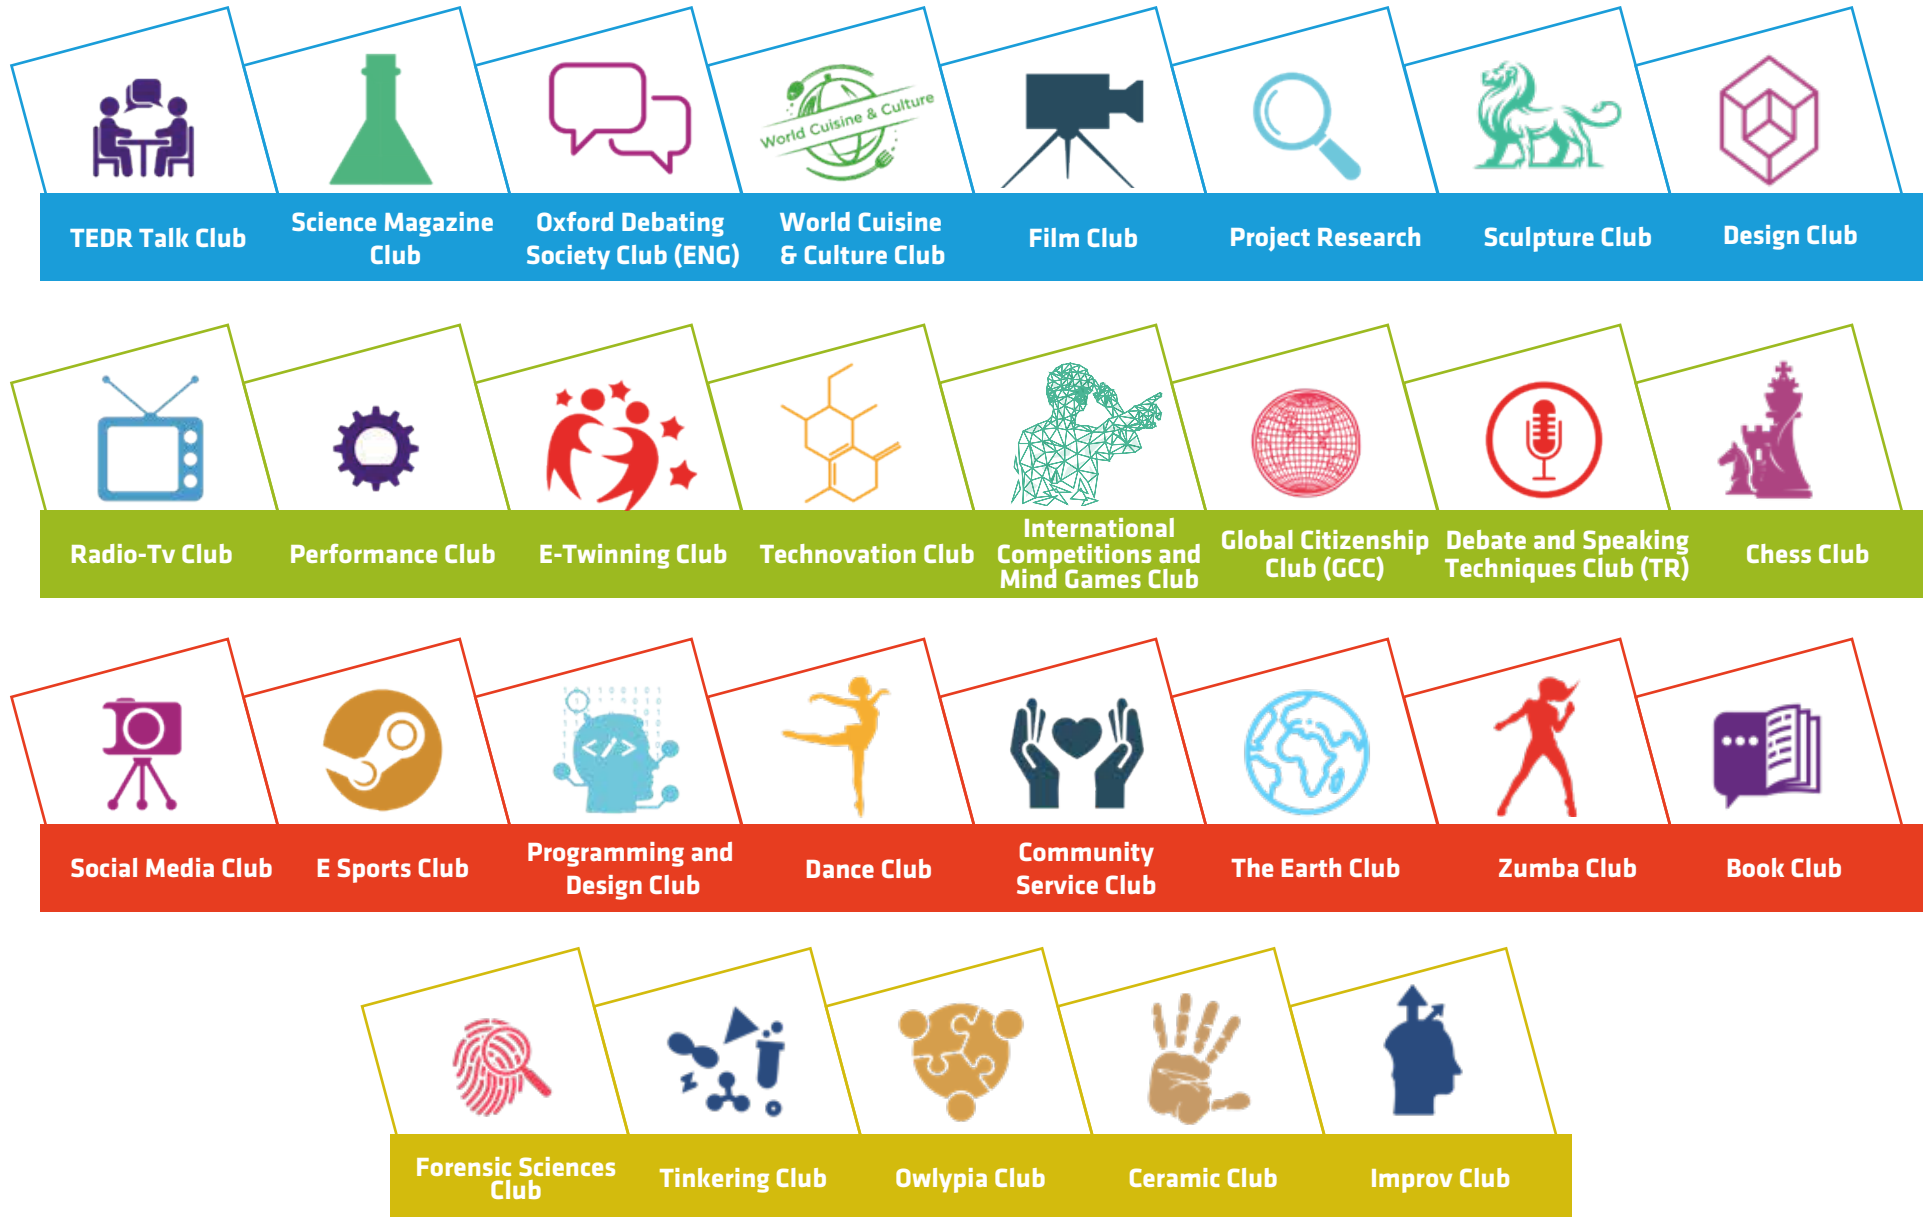 World Cuisine & Culture
TEDR Talk Club
Science Magazine
Club
Oxford Debating
Society Club (ENG)
World Cuisine
& Culture Club
Film Club
Project Research
Sculpture Club
Design Club
Radio-Tv Club
Performance Club
E-Twinning Club
Technovation Club
International
Competitions and
Mind Games Club
Global Citizenship
Club (GCC)
Debate and Speaking
Techniques Club (TR)
Chess Club
</>
Social Media Club
E Sports Club
Programming and
Design Club
Dance Club
Community
Service Club
The Earth Club
Zumba Club
Book Club
Forensic Sciences
Club
Tinkering Club
Owlypia Club
Ceramic Club
Improv Club